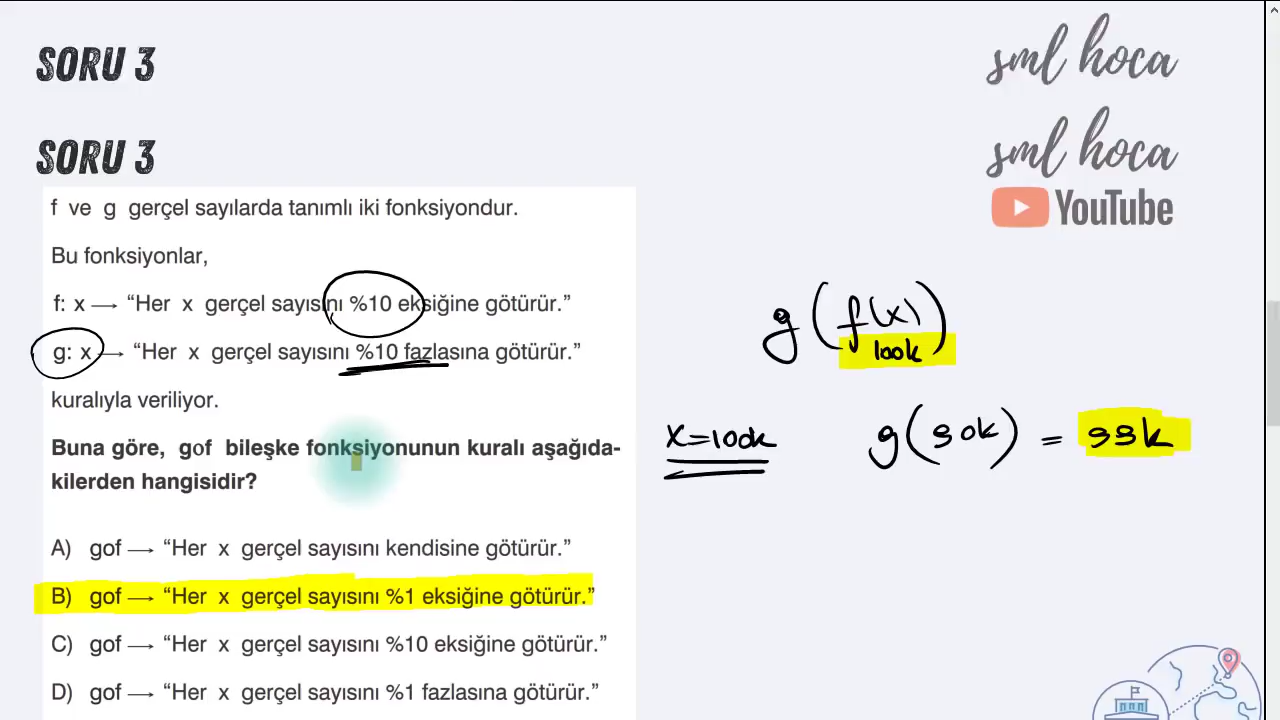 SORU 3
sml hoca
SORU 3
sml hoca
YouTube
f ve g gerçel sayılarda tanımlı iki fonksiyondur.
Bu fonksiyonlar,
f: x → “Her x gerçel sayısını %10 eksiğine götürür.”
g: x → “Her x gerçel sayısını %10 fazlasına götürür.”
kuralıyla veriliyor.
Buna göre, gof bileşke fonksiyonunun kuralı aşağıda-
kilerden hangisidir?
A) gof → “Her x gerçel sayısını kendisine götürür.”
B) gof → “Her x gerçel sayısını %1 eksiğine götürür.”
C) gof → “Her x gerçel sayısını %10 eksiğine götürür.”
D) gof → “Her x gerçel sayısını %1 fazlasına götürür.”
g(f(x))
100k
x=100k
g(90k) = 99k